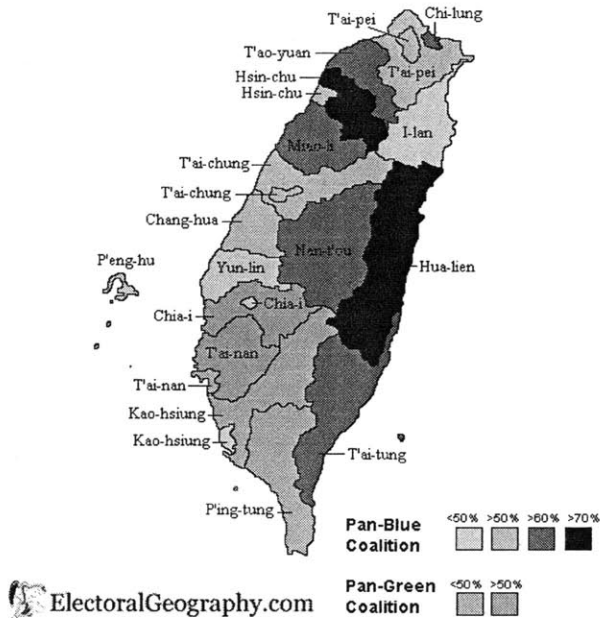 T'ai-pei
Chi-lung
T'ao-yuan
T'ai-pei
Hsin-chu
Hsin-chu
I-lan
Miao-li
T'ai-chung
T'ai-chung
Chang-hua
Nan-t'ou
P'eng-hu
Yun-lin
Hua-lien
Chia-i
Chia-i
T'ai-nan
T'ai-nan
Kao-hsiung
Kao-hsiung
T'ai-tung
P'ing-tung
<50% >50% >60% >70%
Pan-Blue
Coalition
<50% >50%
Pan-Green
Coalition
ElectoralGeography.com